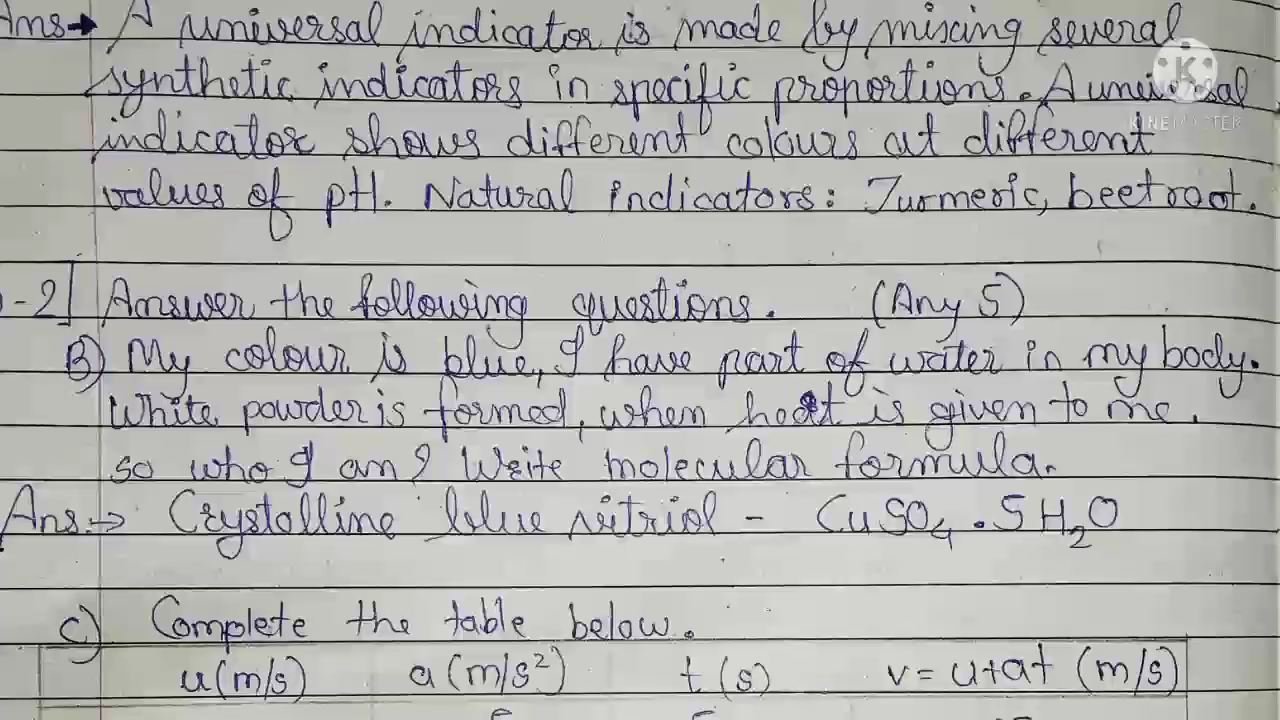 Ans→ A universal indicator is made by mixing several
synthetic indicators in specific proportions. A universal
indicator shows different colours at different
values of pH. Natural indicators: Turmeric, beetroot.
-2] Answer the following questions. (Any 5)
B) My colour is blue, I have part of water in my body.
White powder is formed, when heat is given to me.
so who I am? Write molecular formula.
Ans.→ Crystalline blue vitriol - CuSO₄.5H₂O
C) Complete the table below.
u(m/s) a(m/s²) t(s) v=u+at (m/s)
K
KINEMASTER